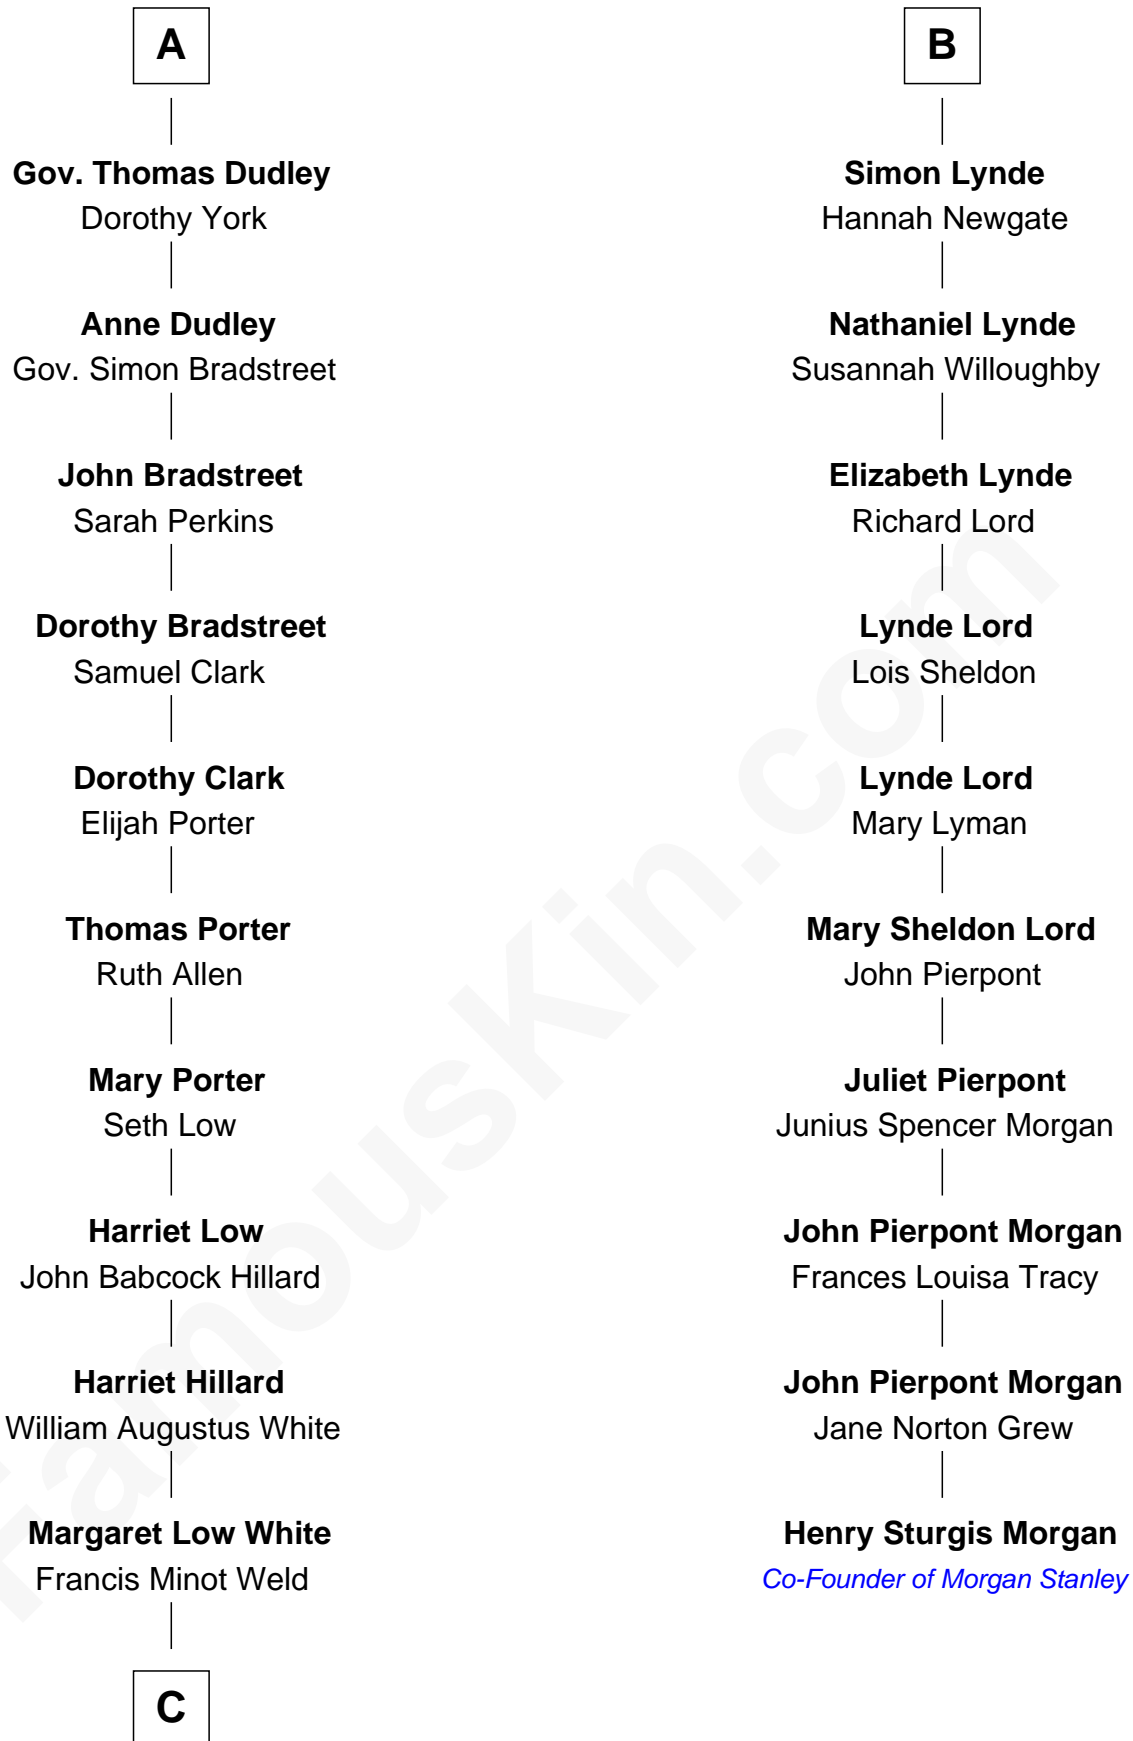 A
Gov. Thomas Dudley
Dorothy York
Anne Dudley
Gov. Simon Bradstreet
John Bradstreet
Sarah Perkins
Dorothy Bradstreet
Samuel Clark
Dorothy Clark
Elijah Porter
Thomas Porter
Ruth Allen
Mary Porter
Seth Low
Harriet Low
John Babcock Hillard
Harriet Hillard
William Augustus White
Margaret Low White
Francis Minot Weld
C
B
Simon Lynde
Hannah Newgate
Nathaniel Lynde
Susannah Willoughby
Elizabeth Lynde
Richard Lord
Lynde Lord
Lois Sheldon
Lynde Lord
Mary Lyman
Mary Sheldon Lord
John Pierpont
Juliet Pierpont
Junius Spencer Morgan
John Pierpont Morgan
Frances Louisa Tracy
John Pierpont Morgan
Jane Norton Grew
Henry Sturgis Morgan
Co-Founder of Morgan Stanley
FamousKin.com